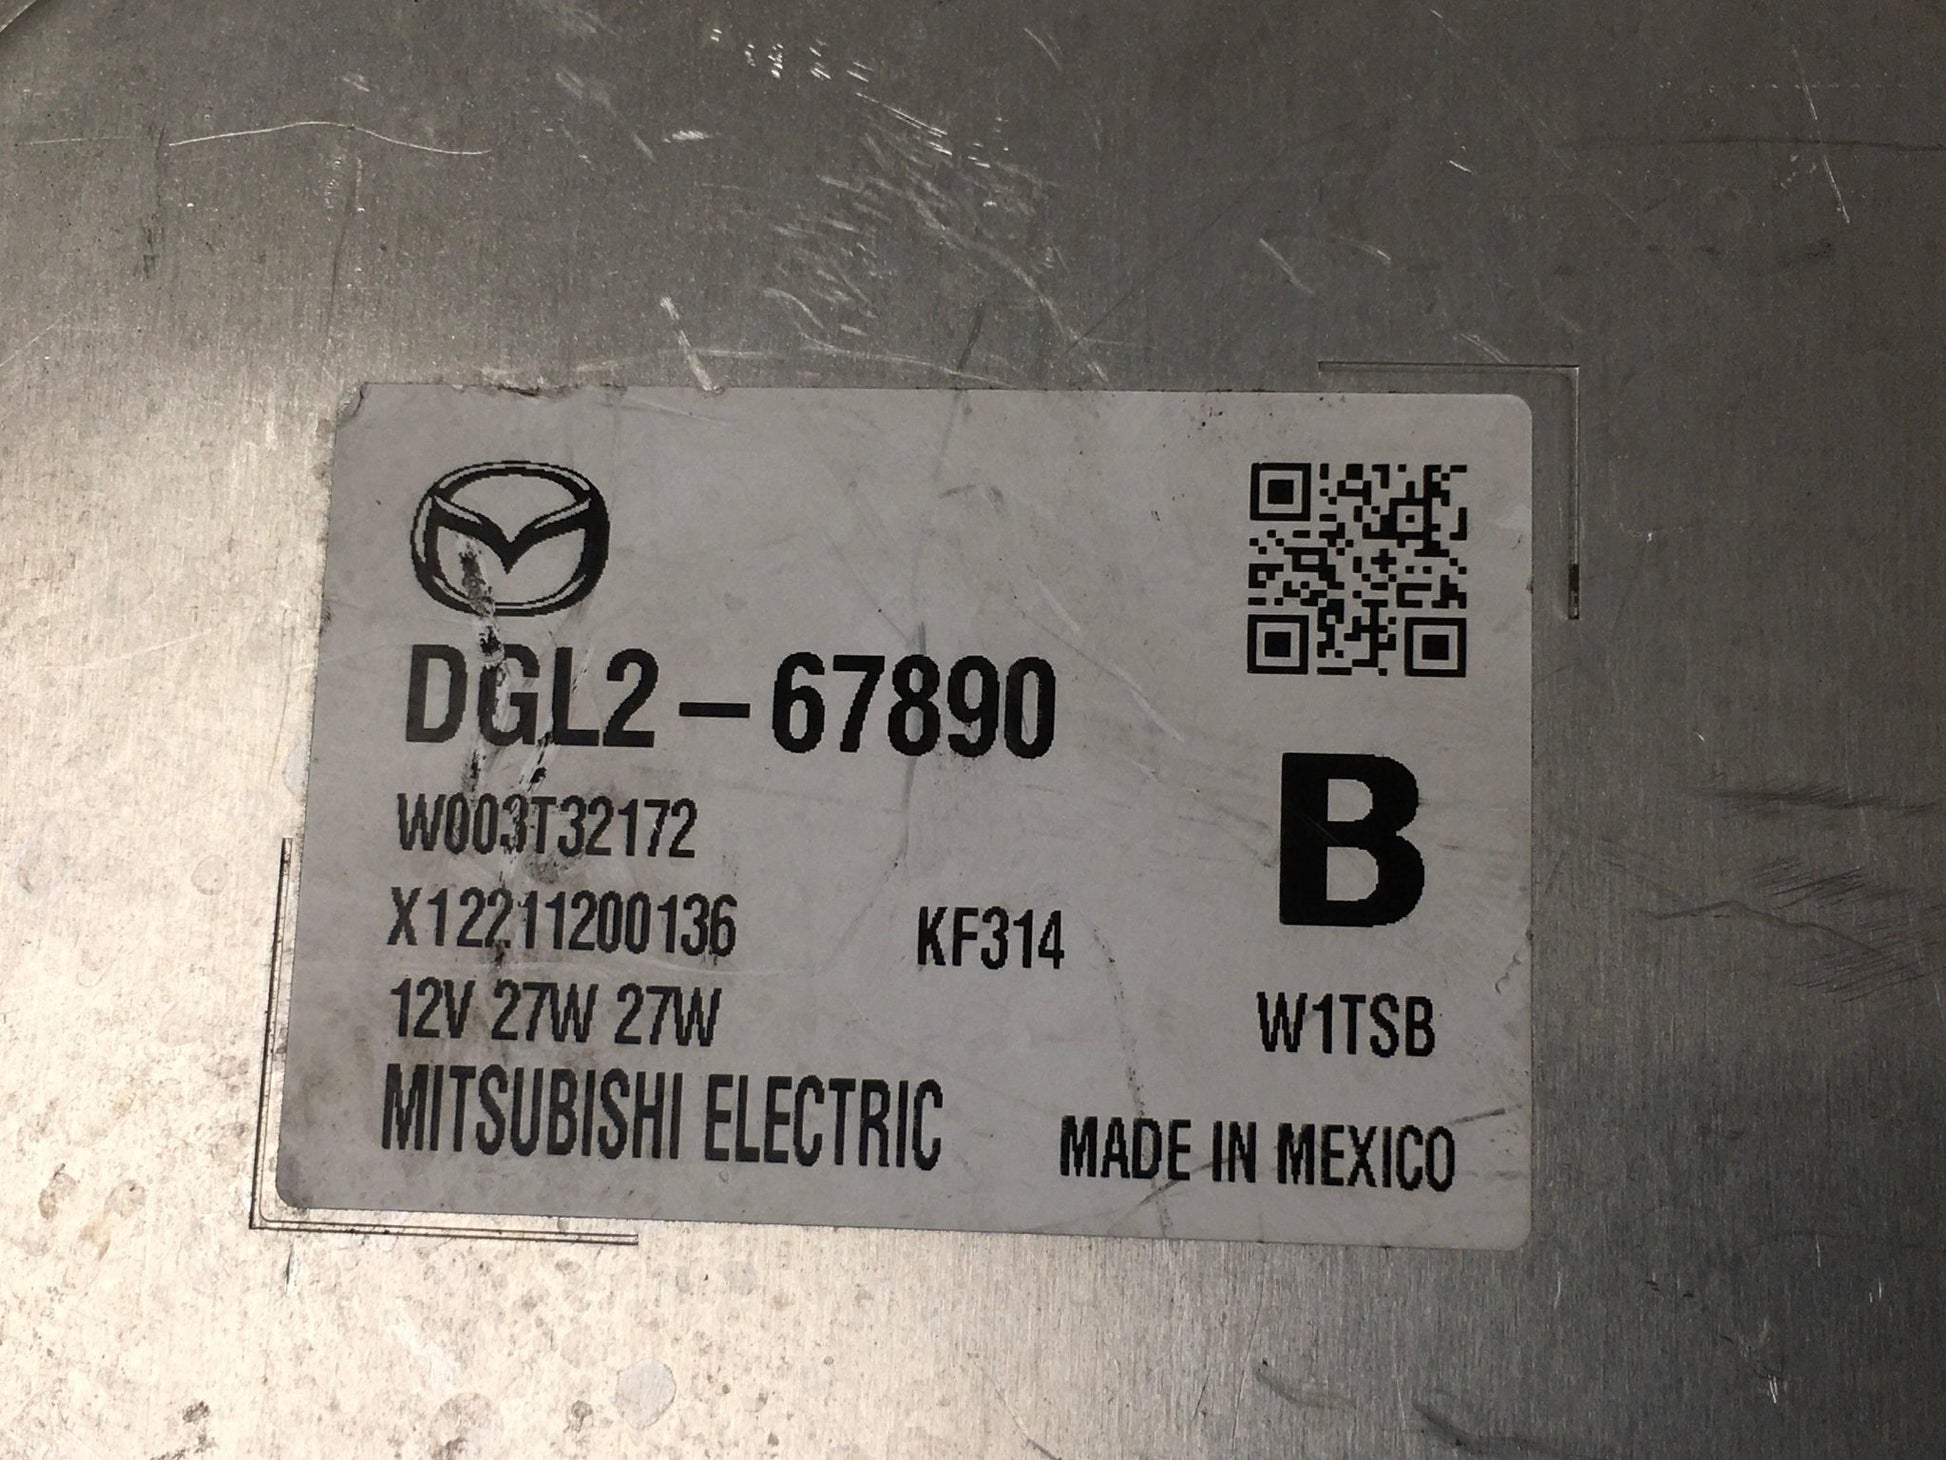 DGL2-67890
W003T32172
X12211200136 KF314
12V 27W 27W
B
W1TSB
MITSUBISHI ELECTRIC
MADE IN MEXICO